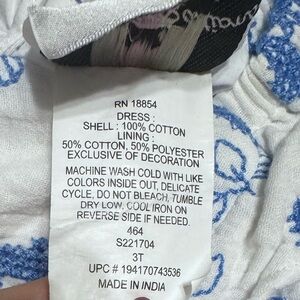 RN 18854
DRESS :
SHELL : 100% COTTON
LINING :
50% COTTON, 50% POLYESTER
EXCLUSIVE OF DECORATION
MACHINE WASH COLD WITH LIKE
COLORS INSIDE OUT, DELICATE
CYCLE, DO NOT BLEACH, TUMBLE
DRY LOW, COOL IRON ON
REVERSE SIDE IF NEEDED.
464
S221704
3T
UPC # 194170743536
MADE IN INDIA